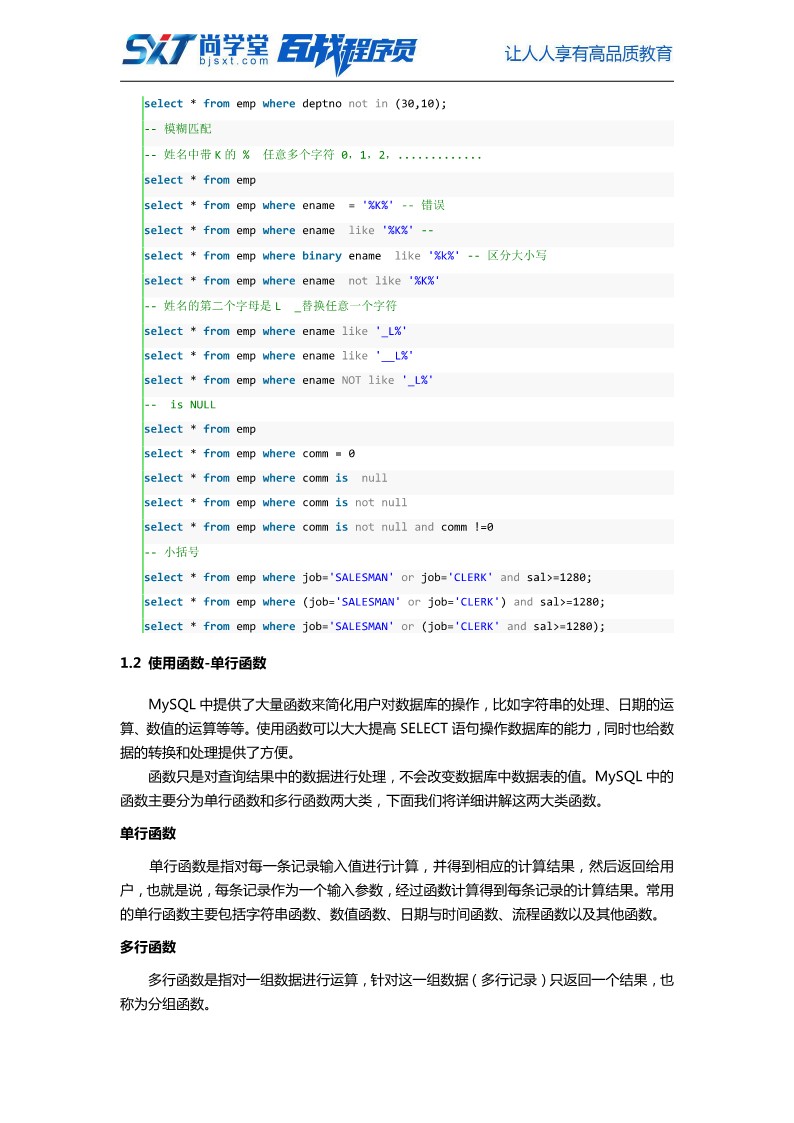 SXT 尚学堂 百战程序员
bjsxt.com
让人人享有高品质教育
select * from emp where deptno not in (30,10);
-- 模糊匹配
-- 姓名中带 K 的 %  任意多个字符 0，1，2，.............
select * from emp
select * from emp where ename  = '%K%' -- 错误
select * from emp where ename  like '%K%' --
select * from emp where binary ename  like '%k%' -- 区分大小写
select * from emp where ename  not like '%K%'
-- 姓名的第二个字母是 L  _替换任意一个字符
select * from emp where ename like '_L%'
select * from emp where ename like '__L%'
select * from emp where ename NOT like '_L%'
--  is NULL
select * from emp
select * from emp where comm = 0
select * from emp where comm is  null
select * from emp where comm is not null
select * from emp where comm is not null and comm !=0
-- 小括号
select * from emp where job='SALESMAN' or job='CLERK' and sal>=1280;
select * from emp where (job='SALESMAN' or job='CLERK') and sal>=1280;
select * from emp where job='SALESMAN' or (job='CLERK' and sal>=1280);
1.2 使用函数-单行函数
MySQL 中提供了大量函数来简化用户对数据库的操作，比如字符串的处理、日期的运
算、数值的运算等等。使用函数可以大大提高 SELECT 语句操作数据库的能力，同时也给数
据的转换和处理提供了方便。
函数只是对查询结果中的数据进行处理，不会改变数据库中数据表的值。MySQL 中的
函数主要分为单行函数和多行函数两大类，下面我们将详细讲解这两大类函数。
单行函数
单行函数是指对每一条记录输入值进行计算，并得到相应的计算结果，然后返回给用
户，也就是说，每条记录作为一个输入参数，经过函数计算得到每条记录的计算结果。常用
的单行函数主要包括字符串函数、数值函数、日期与时间函数、流程函数以及其他函数。
多行函数
多行函数是指对一组数据进行运算，针对这一组数据（多行记录）只返回一个结果，也
称为分组函数。